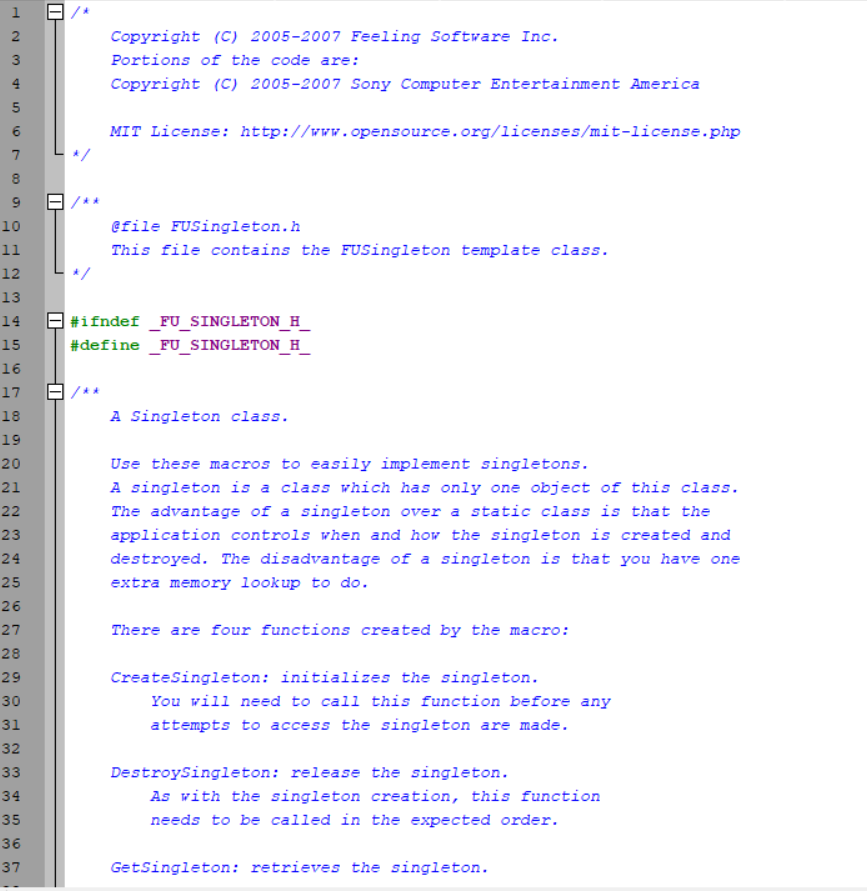 1 /*
2 Copyright (C) 2005-2007 Feeling Software Inc.
3 Portions of the code are:
4 Copyright (C) 2005-2007 Sony Computer Entertainment America
5
6 MIT License: http://www.opensource.org/licenses/mit-license.php
7 */
8
9 /**
10 @file FUSingleton.h
11 This file contains the FUSingleton template class.
12 */
13
14 #ifndef _FU_SINGLETON_H_
15 #define _FU_SINGLETON_H_
16
17 /**
18 A Singleton class.
19
20 Use these macros to easily implement singletons.
21 A singleton is a class which has only one object of this class.
22 The advantage of a singleton over a static class is that the
23 application controls when and how the singleton is created and
24 destroyed. The disadvantage of a singleton is that you have one
25 extra memory lookup to do.
26
27 There are four functions created by the macro:
28
29 CreateSingleton: initializes the singleton.
30 You will need to call this function before any
31 attempts to access the singleton are made.
32
33 DestroySingleton: release the singleton.
34 As with the singleton creation, this function
35 needs to be called in the expected order.
36
37 GetSingleton: retrieves the singleton.